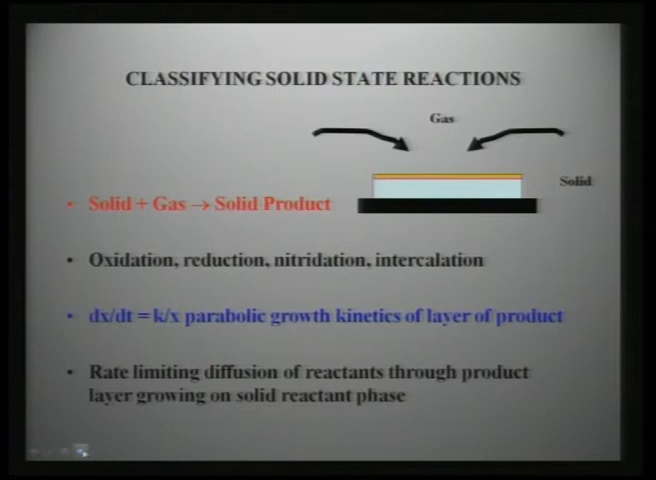 CLASSIFYING SOLID STATE REACTIONS
Gas
Solid
• Solid + Gas → Solid Product
• Oxidation, reduction, nitridation, intercalation
• dx/dt = k/x parabolic growth kinetics of layer of product
• Rate limiting diffusion of reactants through product
layer growing on solid reactant phase